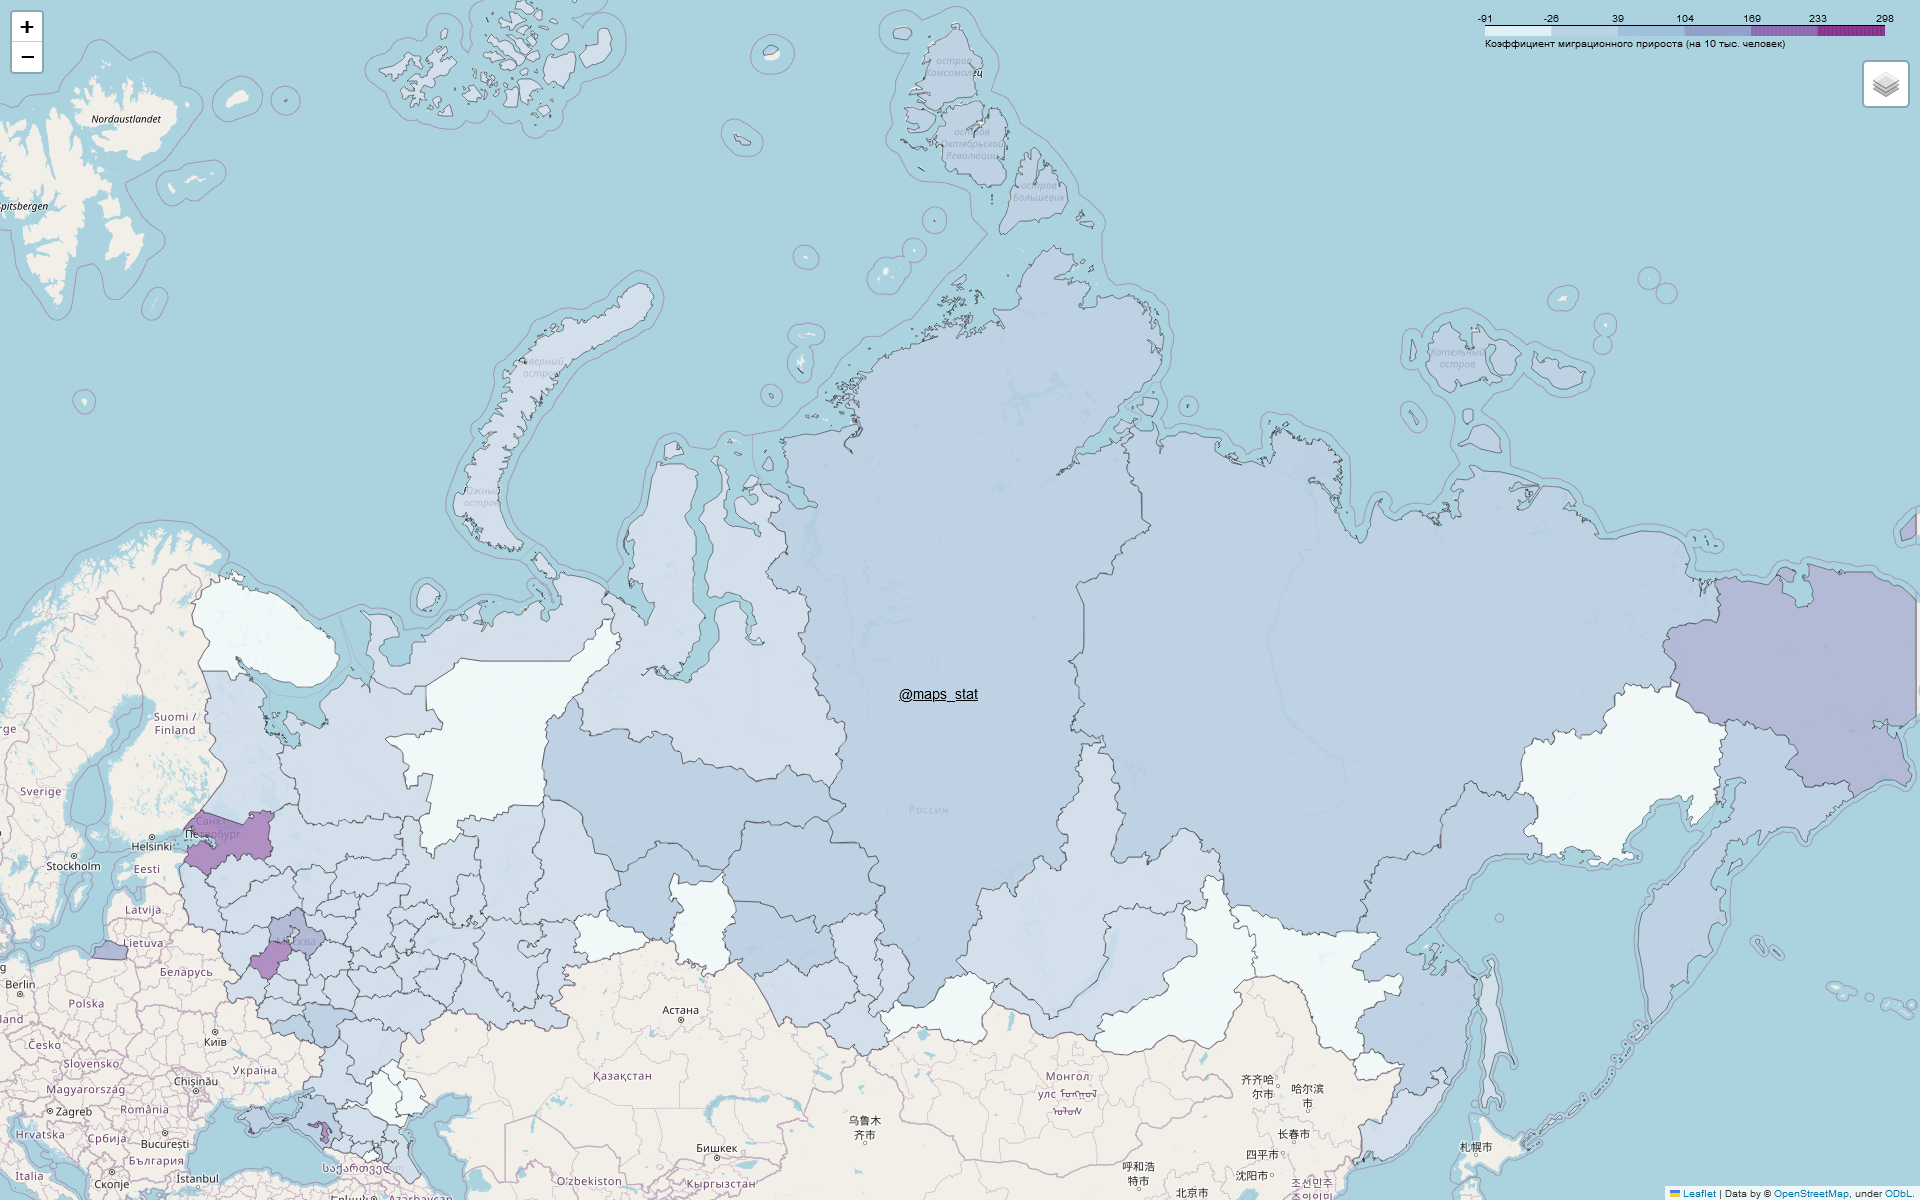 +
−
-91 -26 39 104 169 233 298
Коэффициент миграционного прироста (на 10 тыс. человек)
остров
Комсомолец
Nordaustlandet
остров
Октябрьской
Революции
остров
Большевик
Spitsbergen
Северный
остров
Котельный
остров
Южный
остров
@maps_stat
Suomi /
Finland
Sverige
Россия
Санкт-
Петербург
Helsinki
Stockholm
Eesti
Latvija
Lietuva
Москва
Беларусь
Berlin
Polska
Астана
Česko
Київ
Slovensko
Україна
Қазақстан
Монгол
улс
齐齐哈
尔市
哈尔滨
市
Chișinău
Magyarország
Zagreb
România
乌鲁木
齐市
长春市
札幌市
Hrvatska
Србија
București
Бишкек
四平市
България
საქართველო
呼和浩
特市
沈阳市
Italia
Скопје
İstanbul
O'zbekiston
Кыргызстан
北京市
조선민주
주의인민
Azərbaycan
Leaflet | Data by © OpenStreetMap, under ODbL.